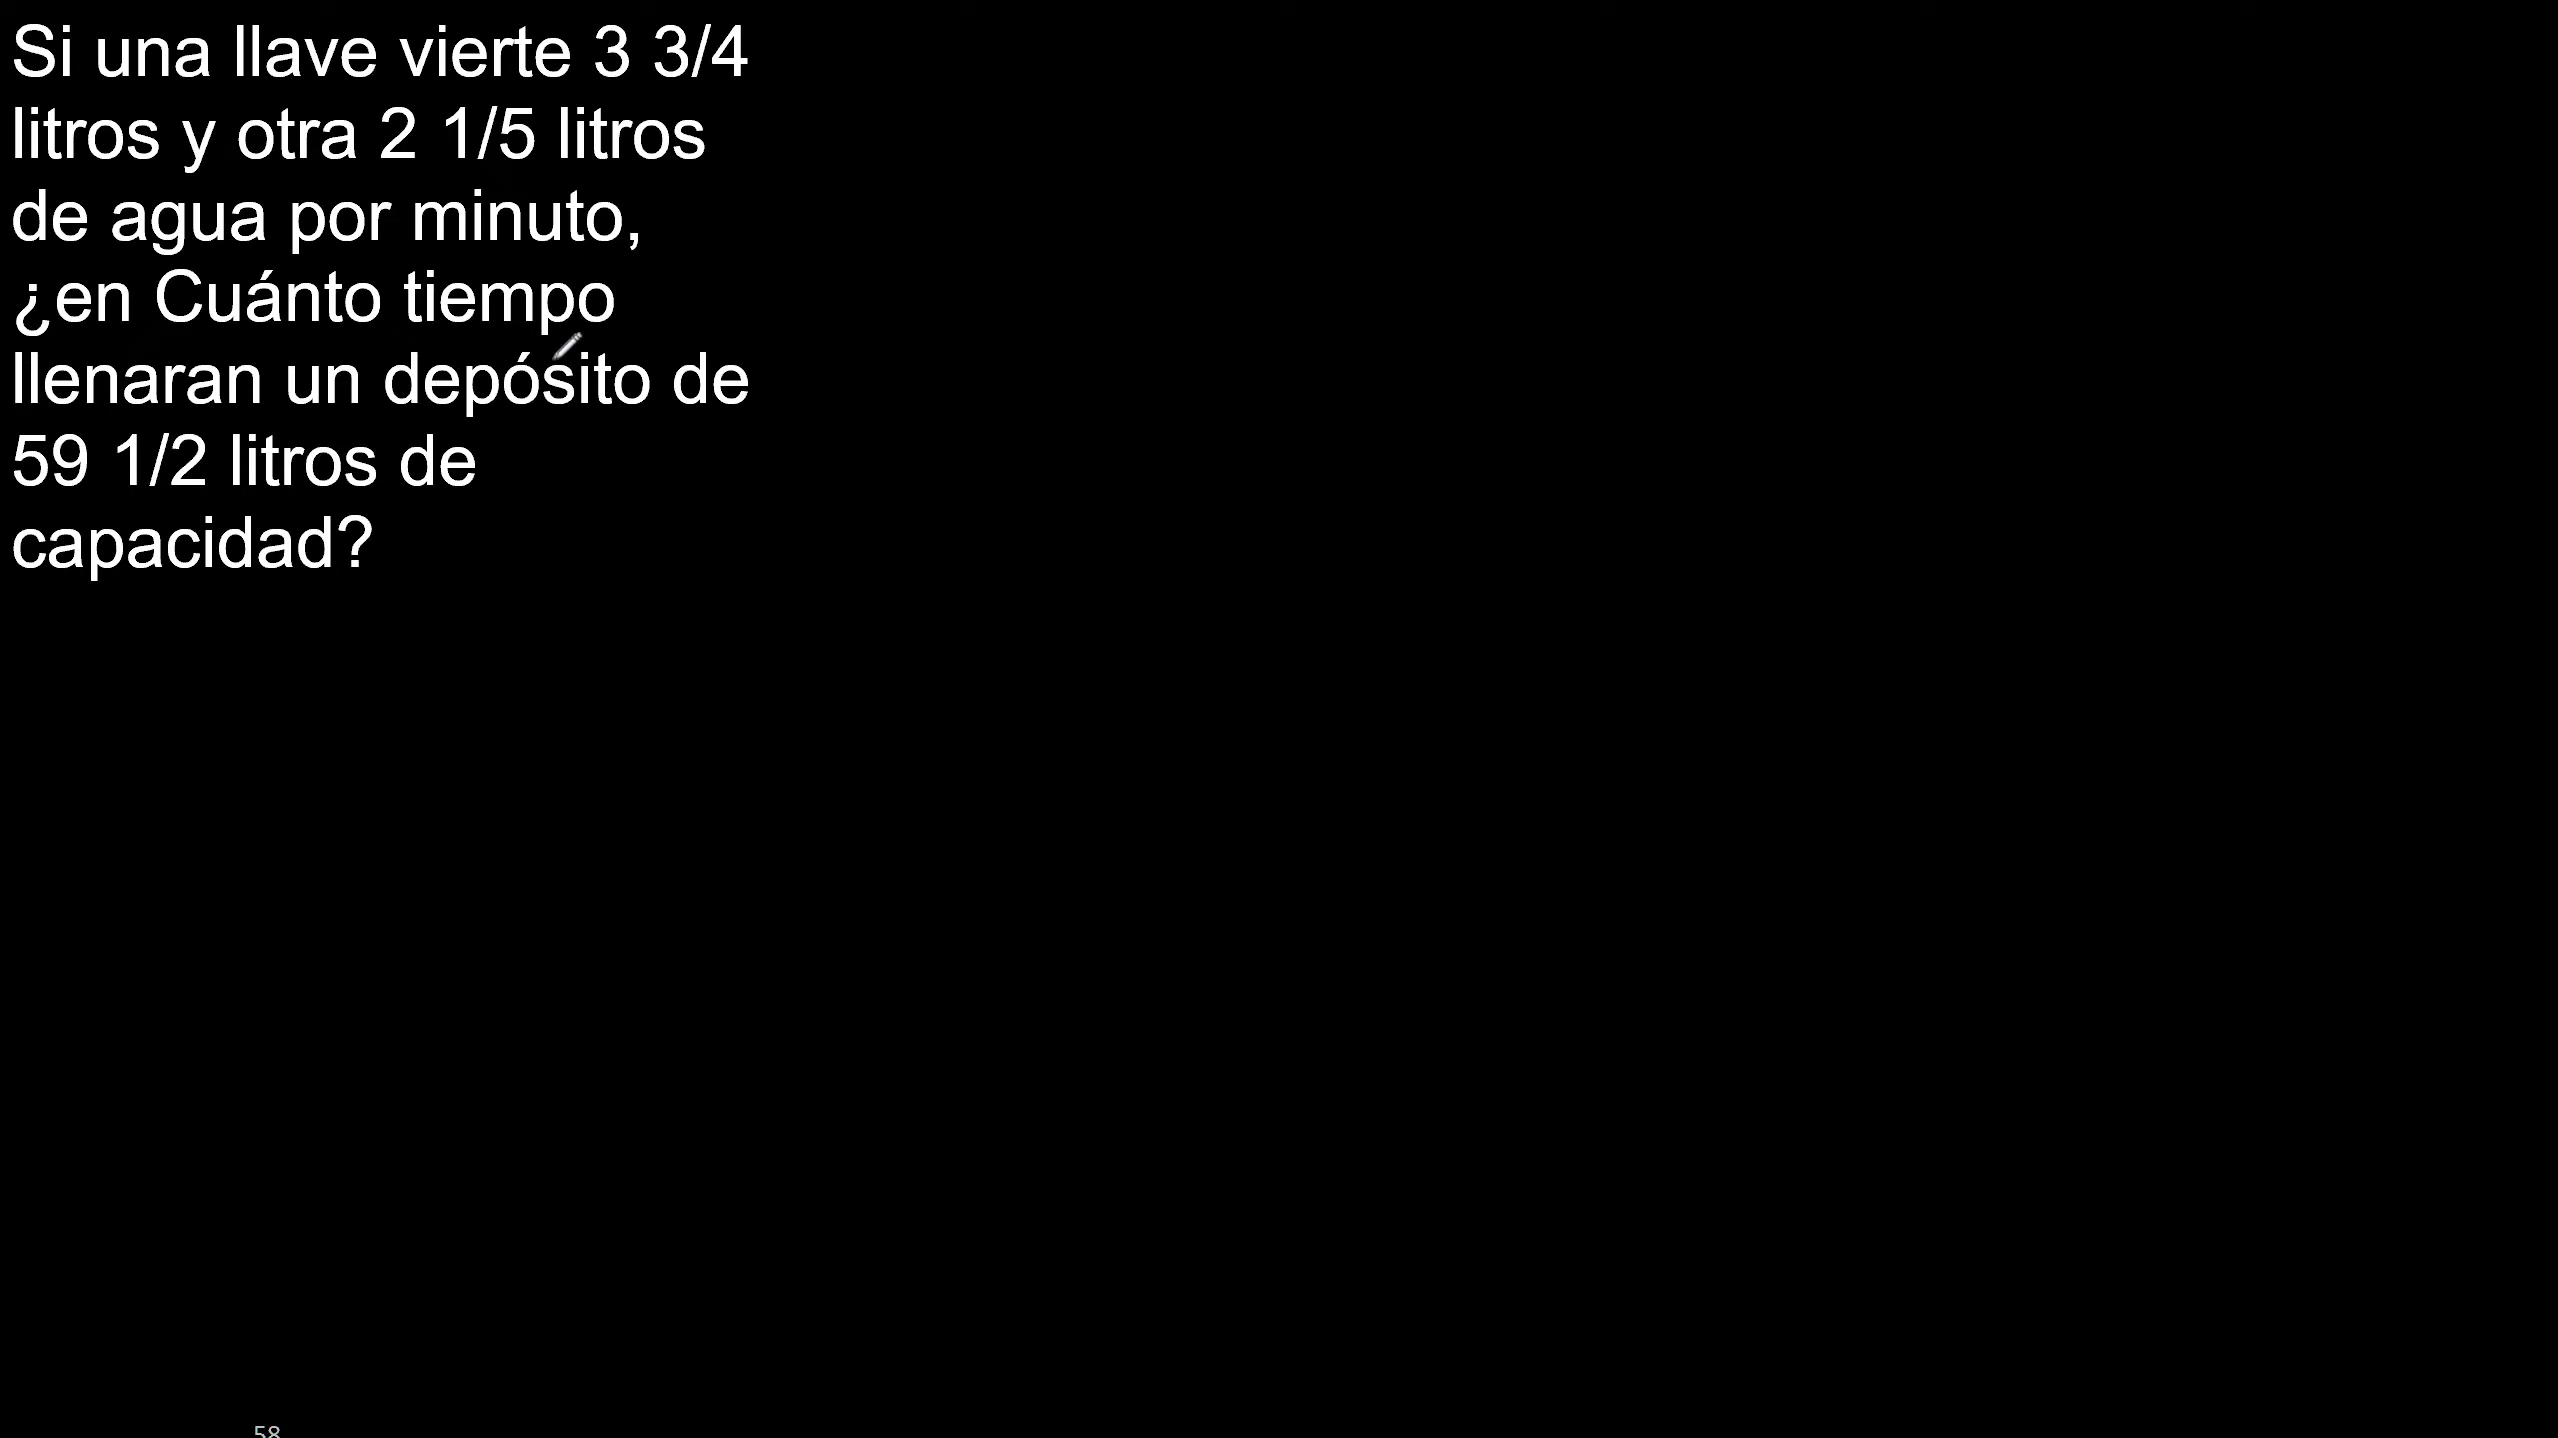 Si una llave vierte 3 3/4
litros y otra 2 1/5 litros
de agua por minuto,
¿en Cuánto tiempo
llenaran un depósito de
59 1/2 litros de
capacidad?
58